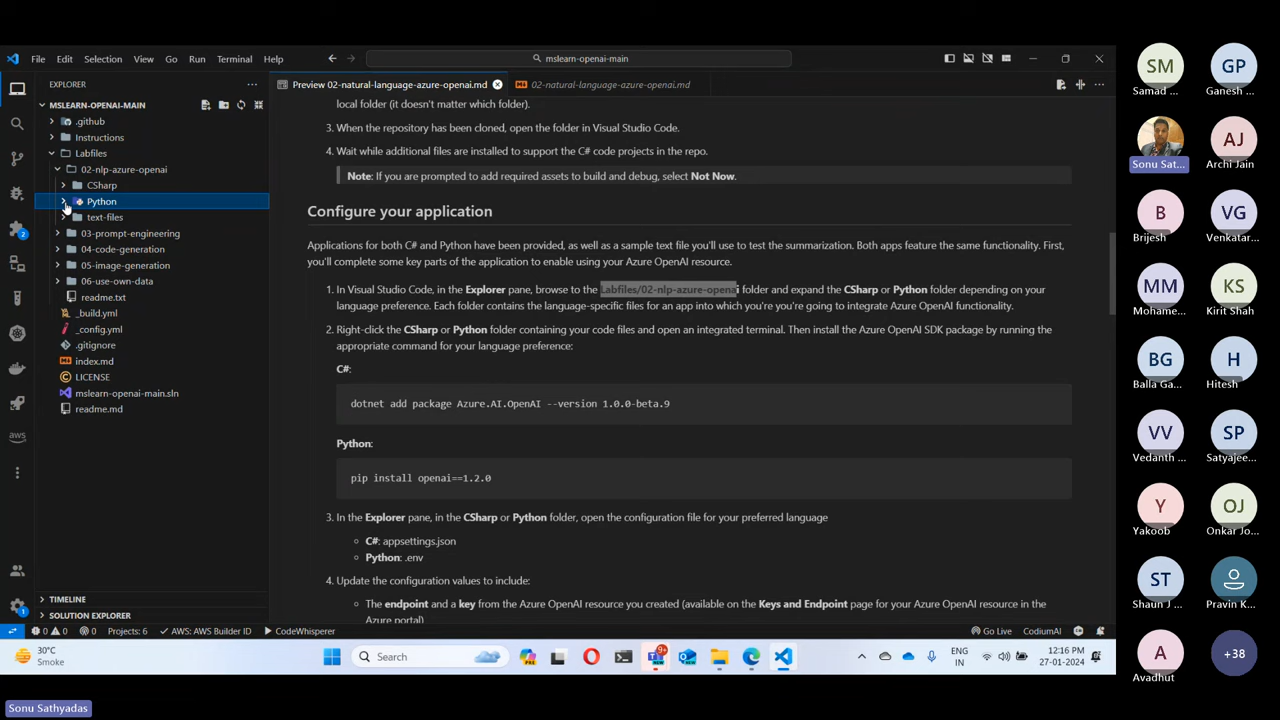 File Edit Selection View Go Run Terminal Help
mslearn-openai-main
EXPLORER
MSLEARN-OPENAI-MAIN
.github
Instructions
Labfiles
02-nlp-azure-openai
CSharp
Python
text-files
03-prompt-engineering
04-code-generation
05-image-generation
06-use-own-data
readme.txt
_build.yml
_config.yml
.gitignore
index.md
LICENSE
mslearn-openai-main.sln
readme.md
TIMELINE
SOLUTION EXPLORER
Preview 02-natural-language-azure-openai.md
02-natural-language-azure-openai.md
local folder (it doesn't matter which folder).
3. When the repository has been cloned, open the folder in Visual Studio Code.
4. Wait while additional files are installed to support the C# code projects in the repo.
Note: If you are prompted to add required assets to build and debug, select Not Now.
Configure your application
Applications for both C# and Python have been provided, as well as a sample text file you'll use to test the summarization. Both apps feature the same functionality. First,
you'll complete some key parts of the application to enable using your Azure OpenAI resource.
1. In Visual Studio Code, in the Explorer pane, browse to the Labfiles/02-nlp-azure-openai folder and expand the CSharp or Python folder depending on your
language preference. Each folder contains the language-specific files for an app into which you're you're going to integrate Azure OpenAI functionality.
2. Right-click the CSharp or Python folder containing your code files and open an integrated terminal. Then install the Azure OpenAI SDK package by running the
appropriate command for your language preference:
C#:
dotnet add package Azure.AI.OpenAI --version 1.0.0-beta.9
Python:
pip install openai==1.2.0
3. In the Explorer pane, in the CSharp or Python folder, open the configuration file for your preferred language
C#: appsettings.json
Python: .env
4. Update the configuration values to include:
The endpoint and a key from the Azure OpenAI resource you created (available on the Keys and Endpoint page for your Azure OpenAI resource in the
Azure portal)
2
1
0 0 0 Projects: 6 AWS: AWS Builder ID CodeWhisperer
Go Live CodiumAI
30°C
Smoke
Search
9+
NEW
PRE
ENG
IN
12:16 PM
27-01-2024
SM
Samad ...
GP
Ganesh ...
Sonu Sat...
AJ
Archi Jain
B
Brijesh
VG
Venkatar...
M
Mohame...
KS
Kirit Shah
BG
Balla Ga...
H
Hitesh
VV
Vedanth ...
SP
Satyajee...
Y
Yakoob
OJ
Onkar Jo...
ST
Shaun J ...
Pravin K...
A
Avadhut
+38
Sonu Sathyadas